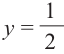 y = 1/2